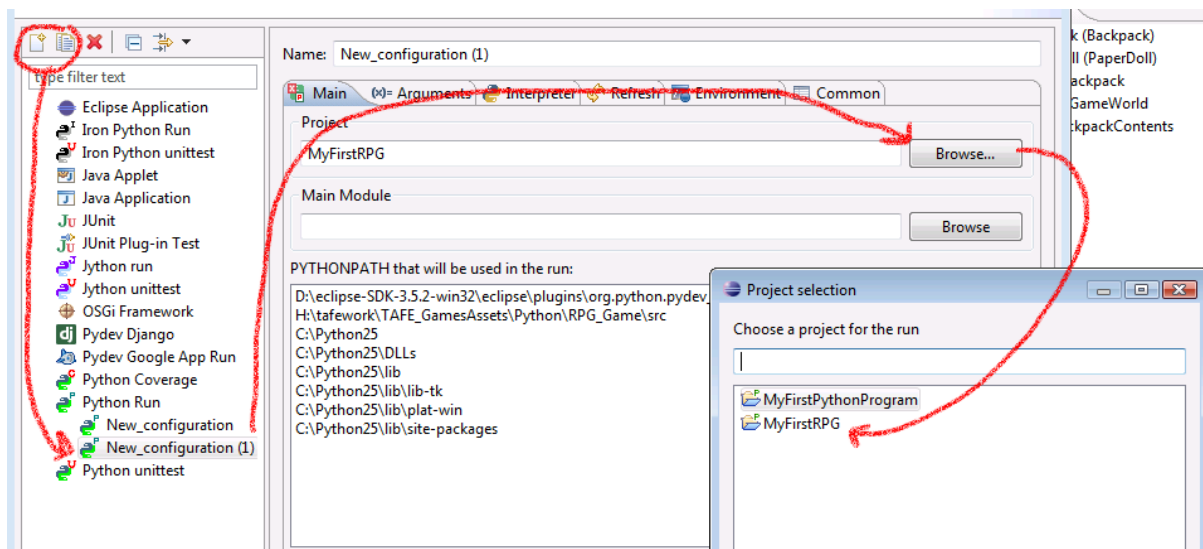 type filter text
Eclipse Application
Iron Python Run
Iron Python unittest
Java Applet
Java Application
JUnit
JUnit Plug-in Test
Jython run
Jython unittest
OSGi Framework
Pydev Django
Pydev Google App Run
Python Coverage
Python Run
New_configuration
New_configuration (1)
Python unittest
Name: New_configuration (1)
Main (x)= Arguments Interpreter Refresh Environment Common
Project
MyFirstRPG
Browse...
Main Module
Browse
PYTHONPATH that will be used in the run:
D:\eclipse-SDK-3.5.2-win32\eclipse\plugins\org.python.pydev_
H:\tafework\TAFE_GamesAssets\Python\RPG_Game\src
C:\Python25
C:\Python25\DLLs
C:\Python25\lib
C:\Python25\lib\lib-tk
C:\Python25\lib\plat-win
C:\Python25\lib\site-packages
Project selection
Choose a project for the run
MyFirstPythonProgram
MyFirstRPG
k (Backpack)
ll (PaperDoll)
ackpack
GameWorld
ckpackContents